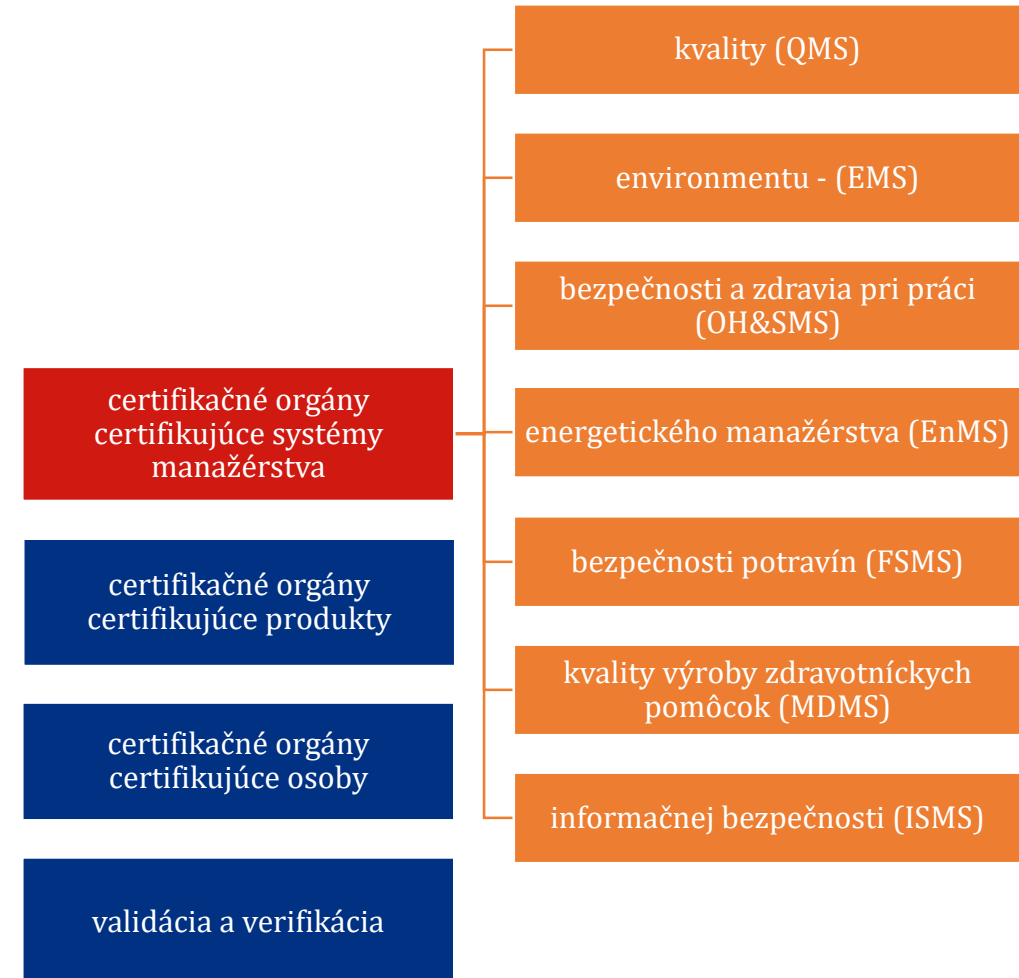 certifikačné orgány
certifikujúce systémy
manažérstva
certifikačné orgány
certifikujúce produkty
certifikačné orgány
certifikujúce osoby
validácia a verifikácia
kvality (QMS)
environmentu - (EMS)
bezpečnosti a zdravia pri práci
(OH&SMS)
energetického manažérstva (EnMS)
bezpečnosti potravín (FSMS)
kvality výroby zdravotníckych
pomôcok (MDMS)
informačnej bezpečnosti (ISMS)